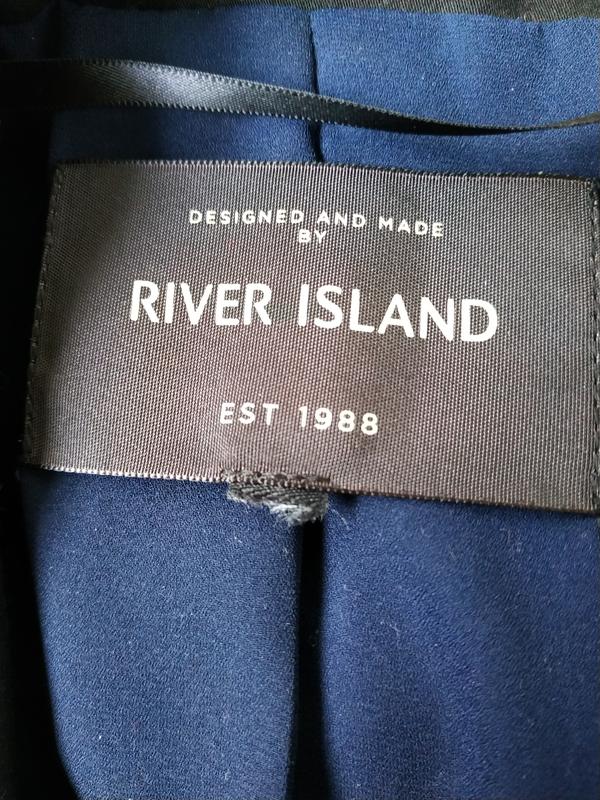 DESIGNED AND MADE
BY
RIVER ISLAND
EST 1988